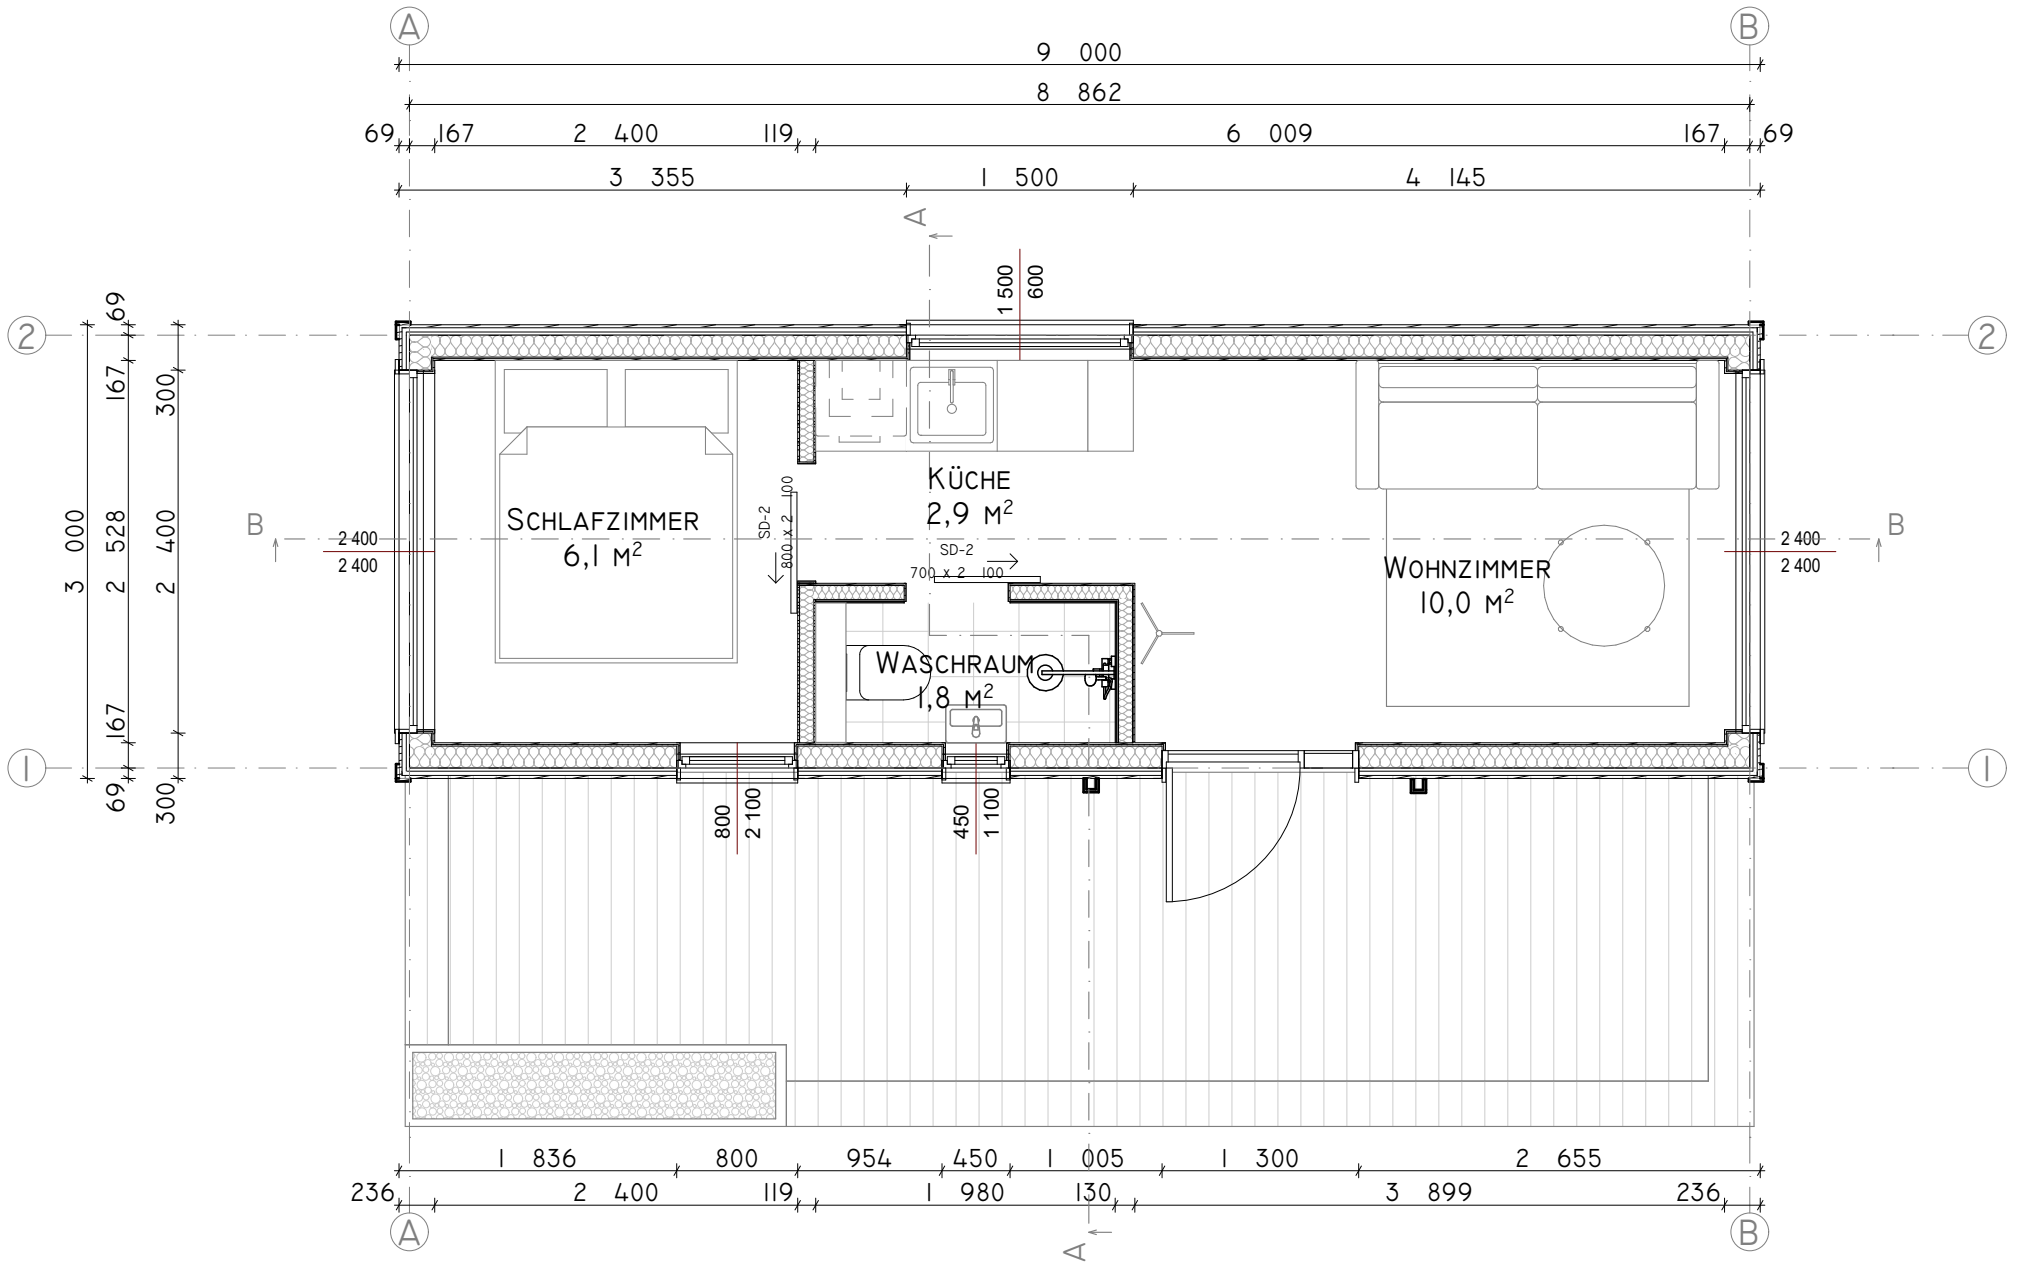 A B
9 000
8 862
69 167 2 400 119 6 009 167 69
3 355 1 500 4 145
A
1 500
600
2 2
69
167
300
3 000
2 528
2 400
167
69
300
KÜCHE
2,9 M²
SCHLAFZIMMER
6,1 M²
SD-2
800 x 2 100
SD-2
700 x 2 100
B B
2 400
2 400
2 400
2 400
WOHNZIMMER
10,0 M²
WASCHRAUM
1,8 M²
1 1
800
2 100
450
1 100
1 836 800 954 450 1 005 1 300 2 655
236 2 400 119 1 980 130 3 899 236
A B
A